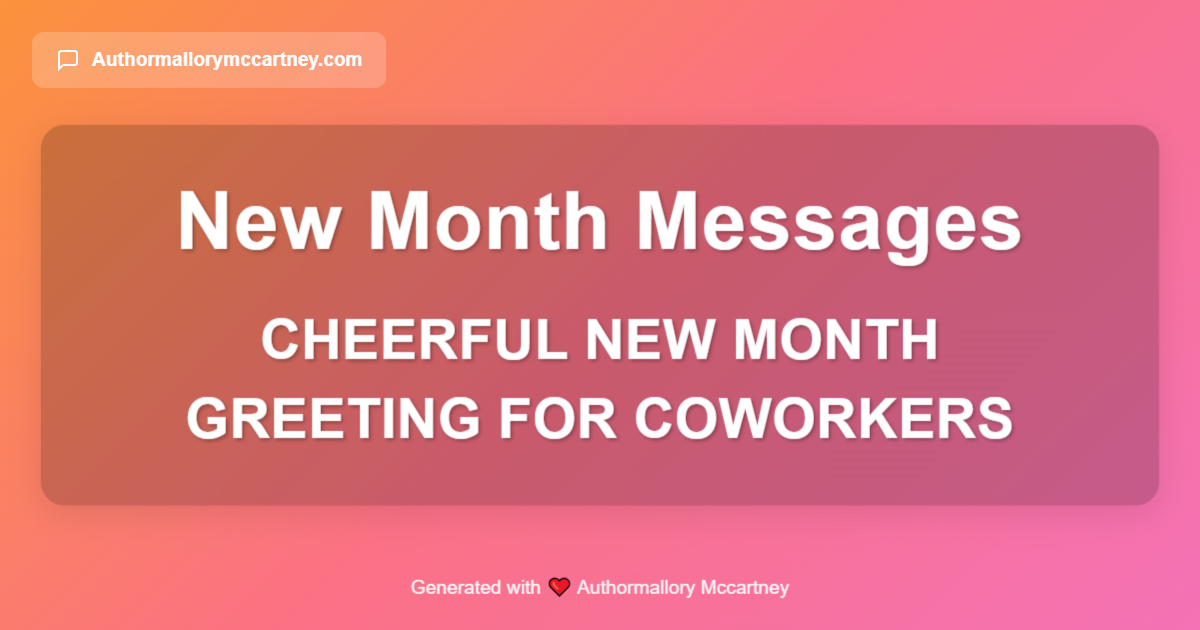 Authormallorymccartney.com
New Month Messages
CHEERFUL NEW MONTH
GREETING FOR COWORKERS
Generated with ❤️ Authormallory Mccartney